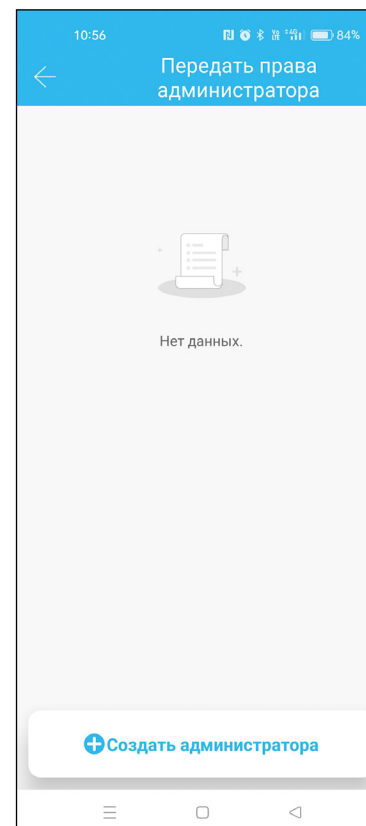 10:56
84%
Передать права
администратора
Нет данных.
Создать администратора